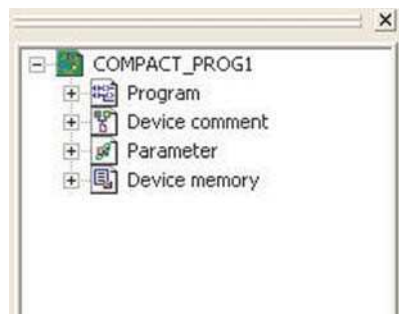 COMPACT_PROG1
Program
Device comment
Parameter
Device memory